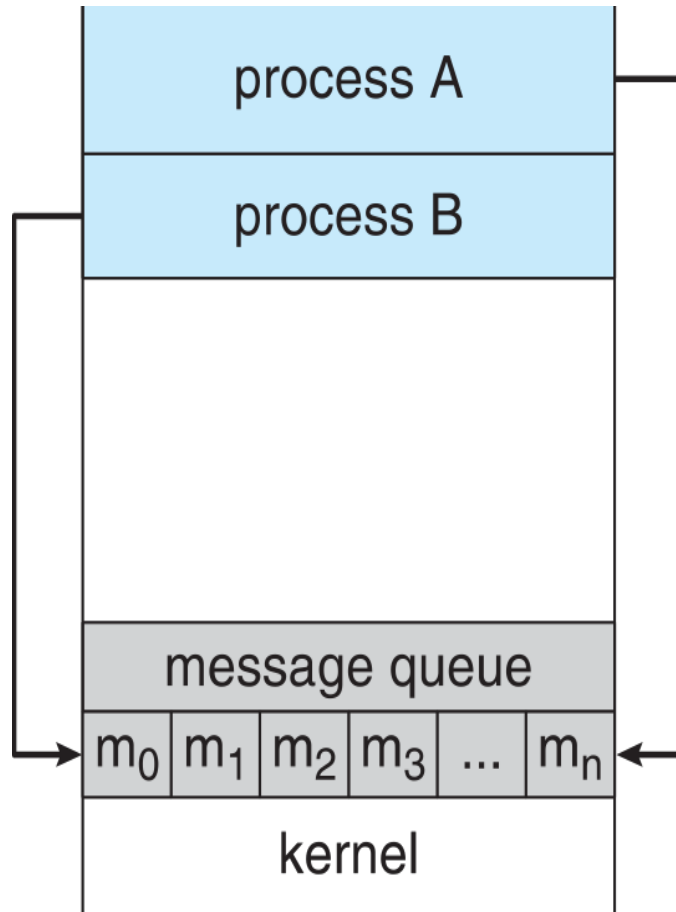 process A
process B
message queue
m₀ m₁ m₂ m₃ ... mₙ
kernel